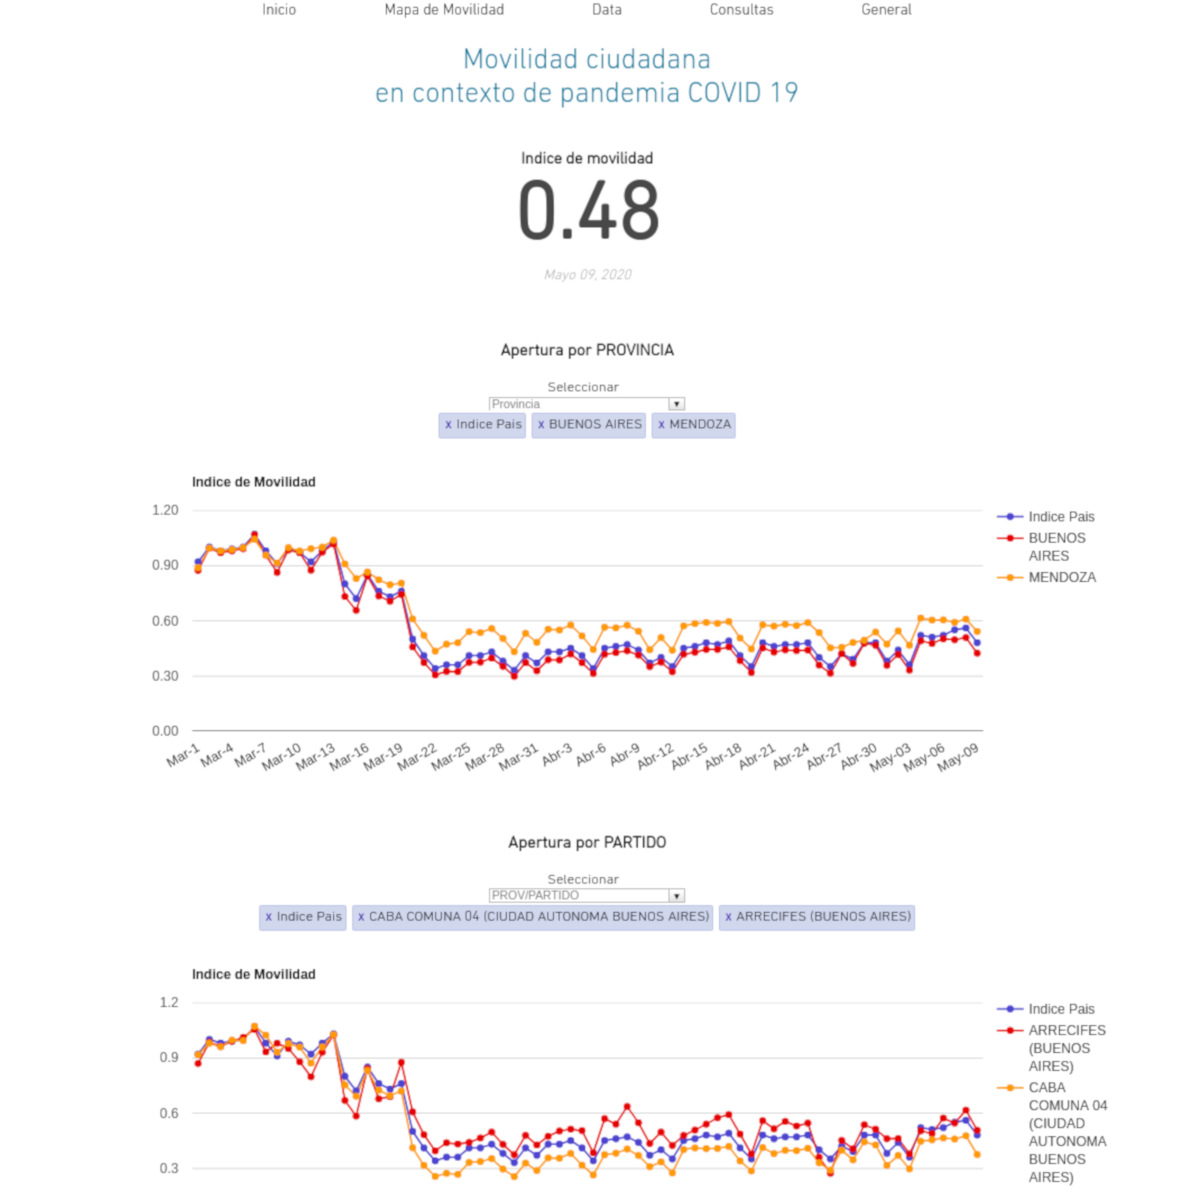 Inicio Mapa de Movilidad Data Consultas General
Movilidad ciudadana
en contexto de pandemia COVID 19
Indice de movilidad
0.48
Mayo 09, 2020
Apertura por PROVINCIA
Seleccionar
Provincia
x Indice Pais x BUENOS AIRES x MENDOZA
Indice de Movilidad
1.20
0.90
0.60
0.30
0.00
Mar-1 Mar-4 Mar-7 Mar-10 Mar-13 Mar-16 Mar-19 Mar-22 Mar-25 Mar-28 Mar-31 Abr-3 Abr-6 Abr-9 Abr-12 Abr-15 Abr-18 Abr-21 Abr-24 Abr-27 Abr-30 May-03 May-06 May-09
Indice Pais
BUENOS
AIRES
MENDOZA
Apertura por PARTIDO
Seleccionar
PROV/PARTIDO
x Indice Pais x CABA COMUNA 04 (CIUDAD AUTONOMA BUENOS AIRES) x ARRECIFES (BUENOS AIRES)
Indice de Movilidad
1.2
0.9
0.6
0.3
Indice Pais
ARRECIFES
(BUENOS
AIRES)
CABA
COMUNA 04
(CIUDAD
AUTONOMA
BUENOS
AIRES)